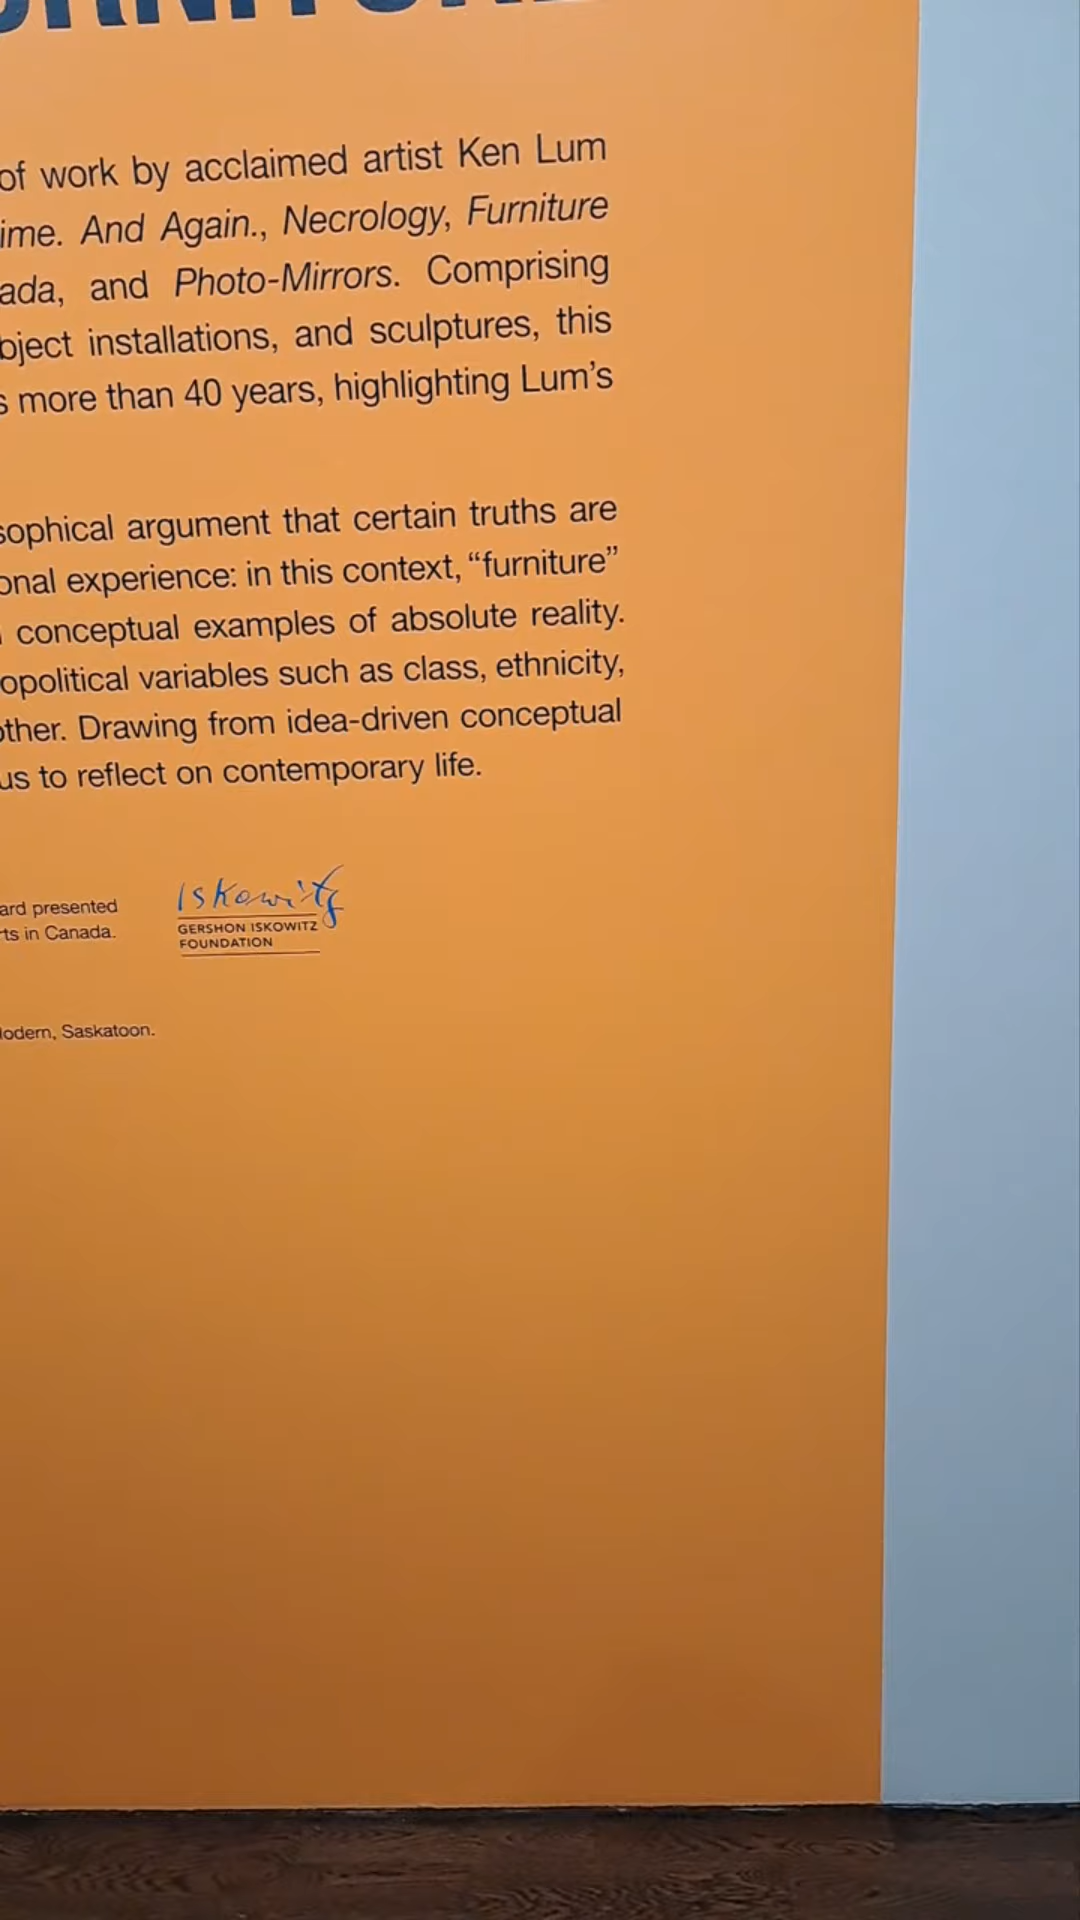 of work by acclaimed artist Ken Lum
ime. And Again., Necrology, Furniture
ada, and Photo-Mirrors. Comprising
bject installations, and sculptures, this
s more than 40 years, highlighting Lum’s
sophical argument that certain truths are
onal experience: in this context, “furniture”
conceptual examples of absolute reality.
opolitical variables such as class, ethnicity,
other. Drawing from idea-driven conceptual
us to reflect on contemporary life.
ard presented
rts in Canada.
Iskowitz
GERSHON ISKOWITZ
FOUNDATION
Modern, Saskatoon.